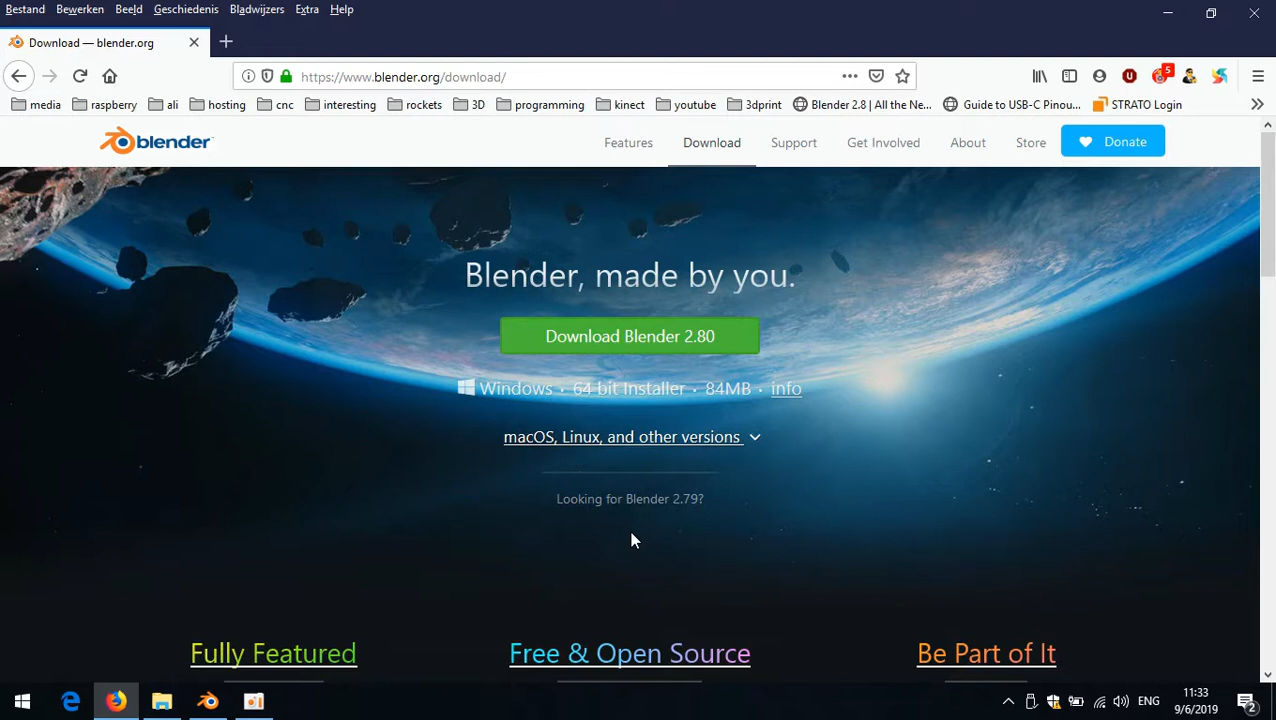 Bestand Bewerken Beeld Geschiedenis Bladwijzers Extra Help
Download — blender.org
https://www.blender.org/download/
5
media raspberry ali hosting cnc interesting rockets 3D programming kinect youtube 3dprint Blender 2.8 | All the Ne... Guide to USB-C Pinou... STRATO Login
blender Features Download Support Get Involved About Store Donate
Blender, made by you.
Download Blender 2.80
Windows · 64 bit Installer · 84MB · info
macOS, Linux, and other versions
Looking for Blender 2.79?
Fully Featured Free & Open Source Be Part of It
ENG 11:33
9/6/2019 2